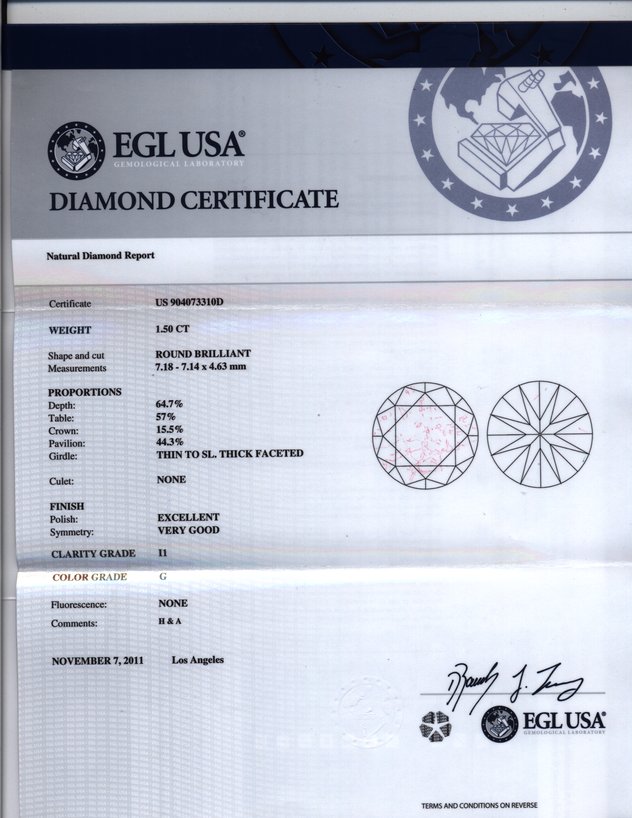 EGL USA®
GEMOLOGICAL LABORATORY
DIAMOND CERTIFICATE
Natural Diamond Report
Certificate US 904073310D
WEIGHT 1.50 CT
Shape and cut ROUND BRILLIANT
Measurements 7.18 - 7.14 x 4.63 mm
PROPORTIONS
Depth: 64.7%
Table: 57%
Crown: 15.5%
Pavilion: 44.3%
Girdle: THIN TO SL. THICK FACETED
Culet: NONE
FINISH
Polish: EXCELLENT
Symmetry: VERY GOOD
CLARITY GRADE I1
COLOR GRADE G
Fluorescence: NONE
Comments: H & A
NOVEMBER 7, 2011 Los Angeles
EGL USA®
GEMOLOGICAL LABORATORY
TERMS AND CONDITIONS ON REVERSE